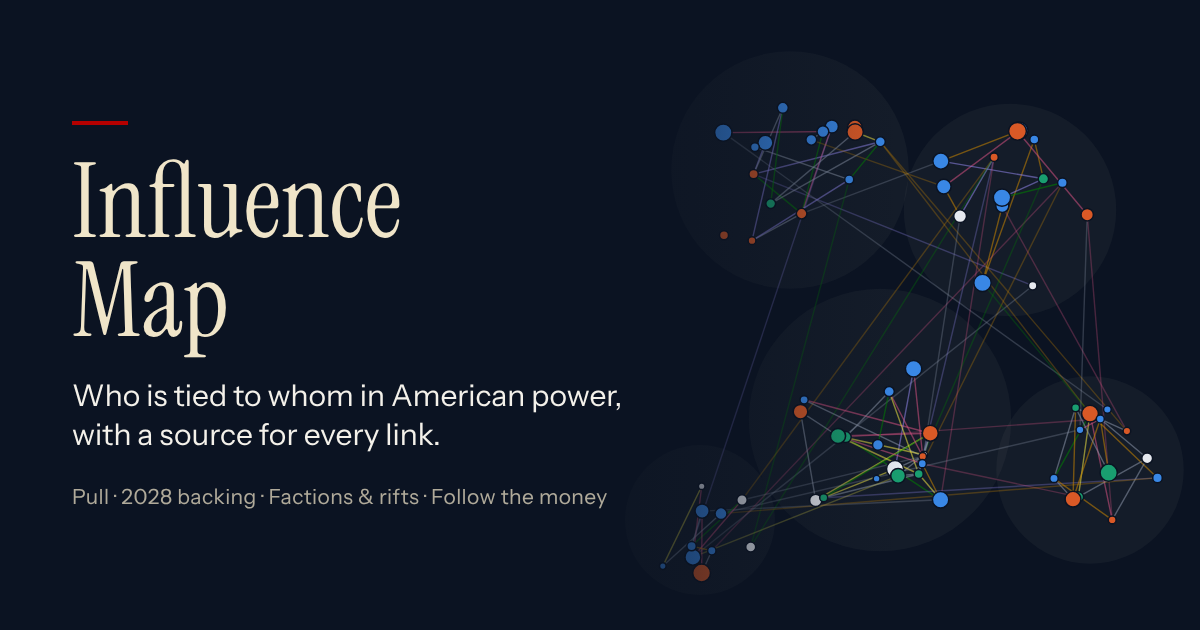 Influence
Map
Who is tied to whom in American power,
with a source for every link.
Pull · 2028 backing · Factions & rifts · Follow the money